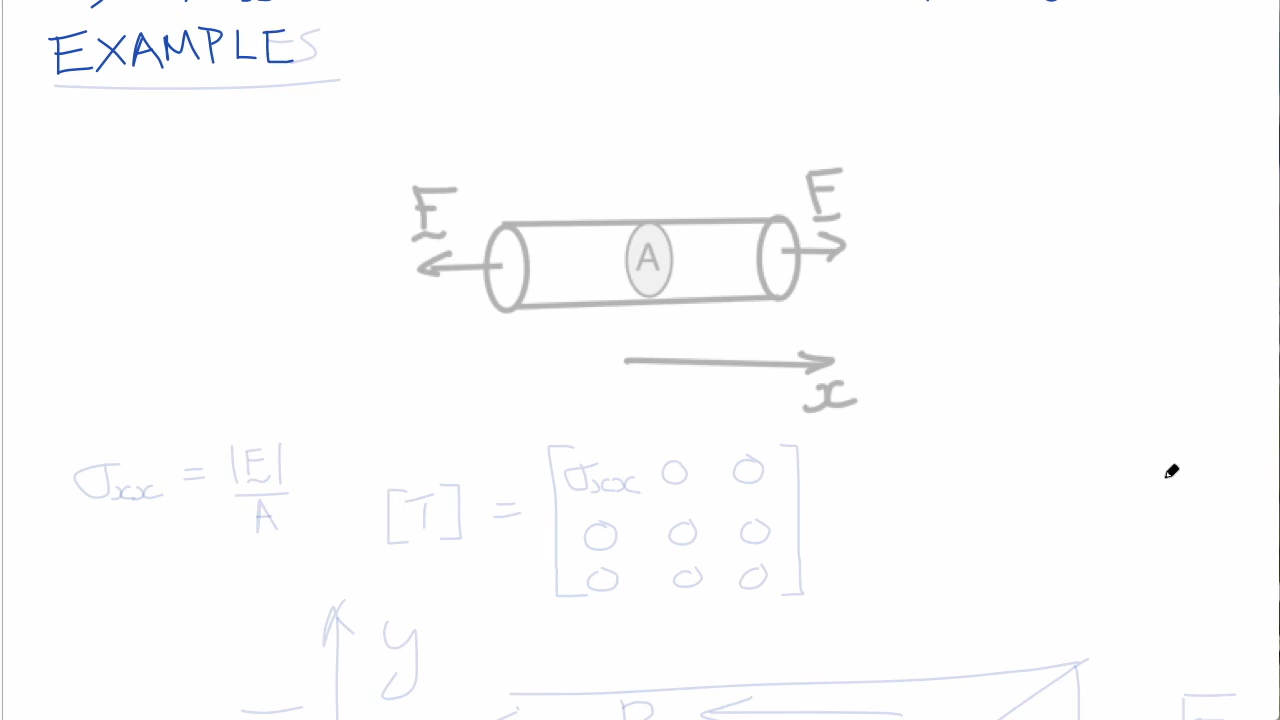 EXAMPLES
F F
A
x
σxx = |F| / A [T] = [σxx 0 0
0 0 0
0 0 0]
y